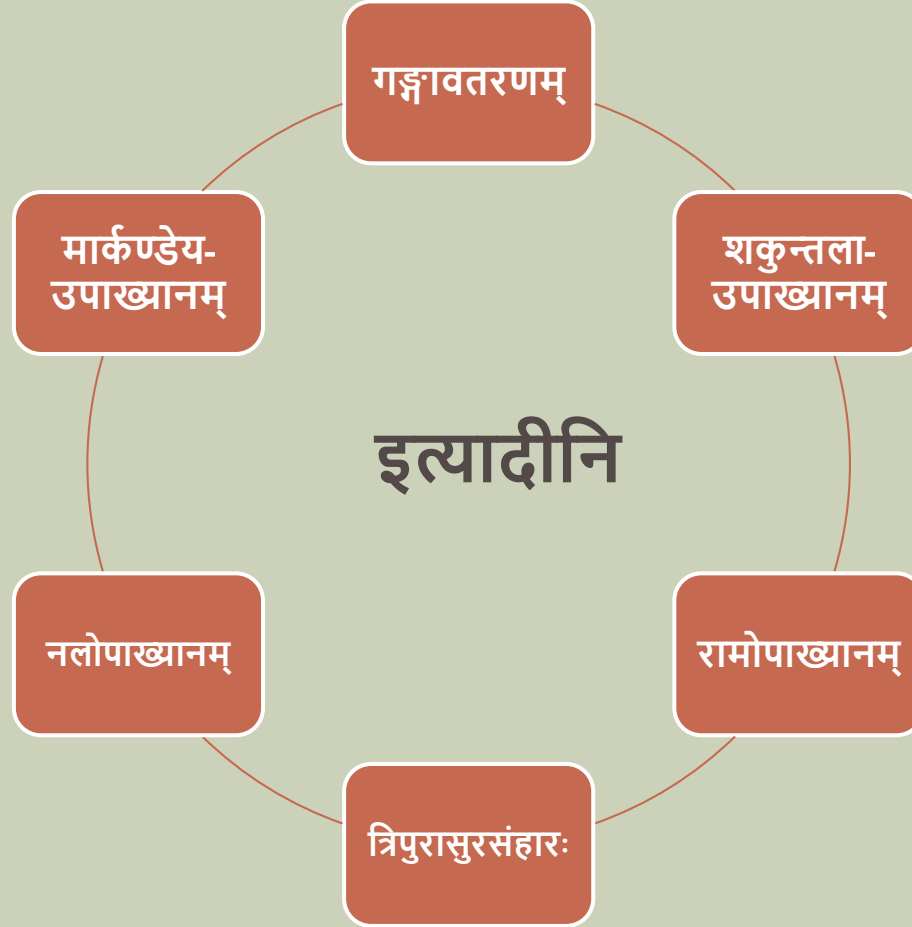 गङ्गावतरणम्
शकुन्तला-
उपाख्यानम्
रामोपाख्यानम्
त्रिपुरासुरसंहारः
नलोपाख्यानम्
मार्कण्डेय-
उपाख्यानम्
इत्यादीनि